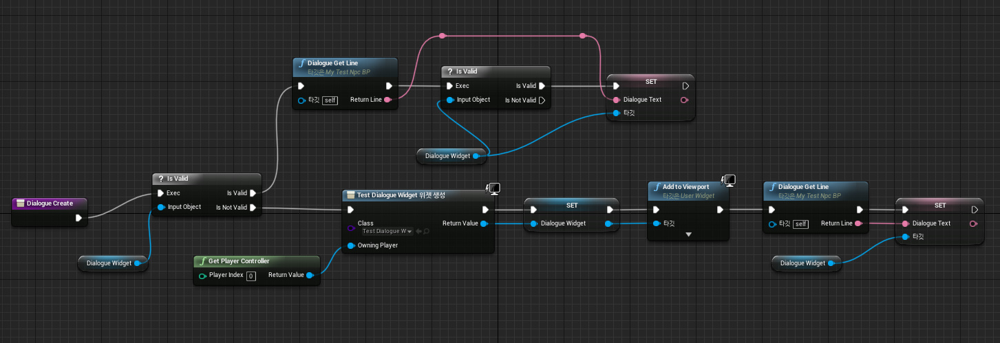 Dialogue Get Line
타깃은 My Test Npc BP
타깃 self
Return Line
? Is Valid
Exec
Is Valid
Input Object
Is Not Valid
SET
Dialogue Text
타깃
Dialogue Widget
Dialogue Create
? Is Valid
Exec
Is Valid
Input Object
Is Not Valid
Dialogue Widget
Get Player Controller
Player Index 0
Return Value
Test Dialogue Widget 위젯 생성
Class
Test Dialogue W
Return Value
Owning Player
SET
Dialogue Widget
Add to Viewport
타깃은 User Widget
타깃
Dialogue Get Line
타깃은 My Test Npc BP
타깃 self
Return Line
SET
Dialogue Text
타깃
Dialogue Widget